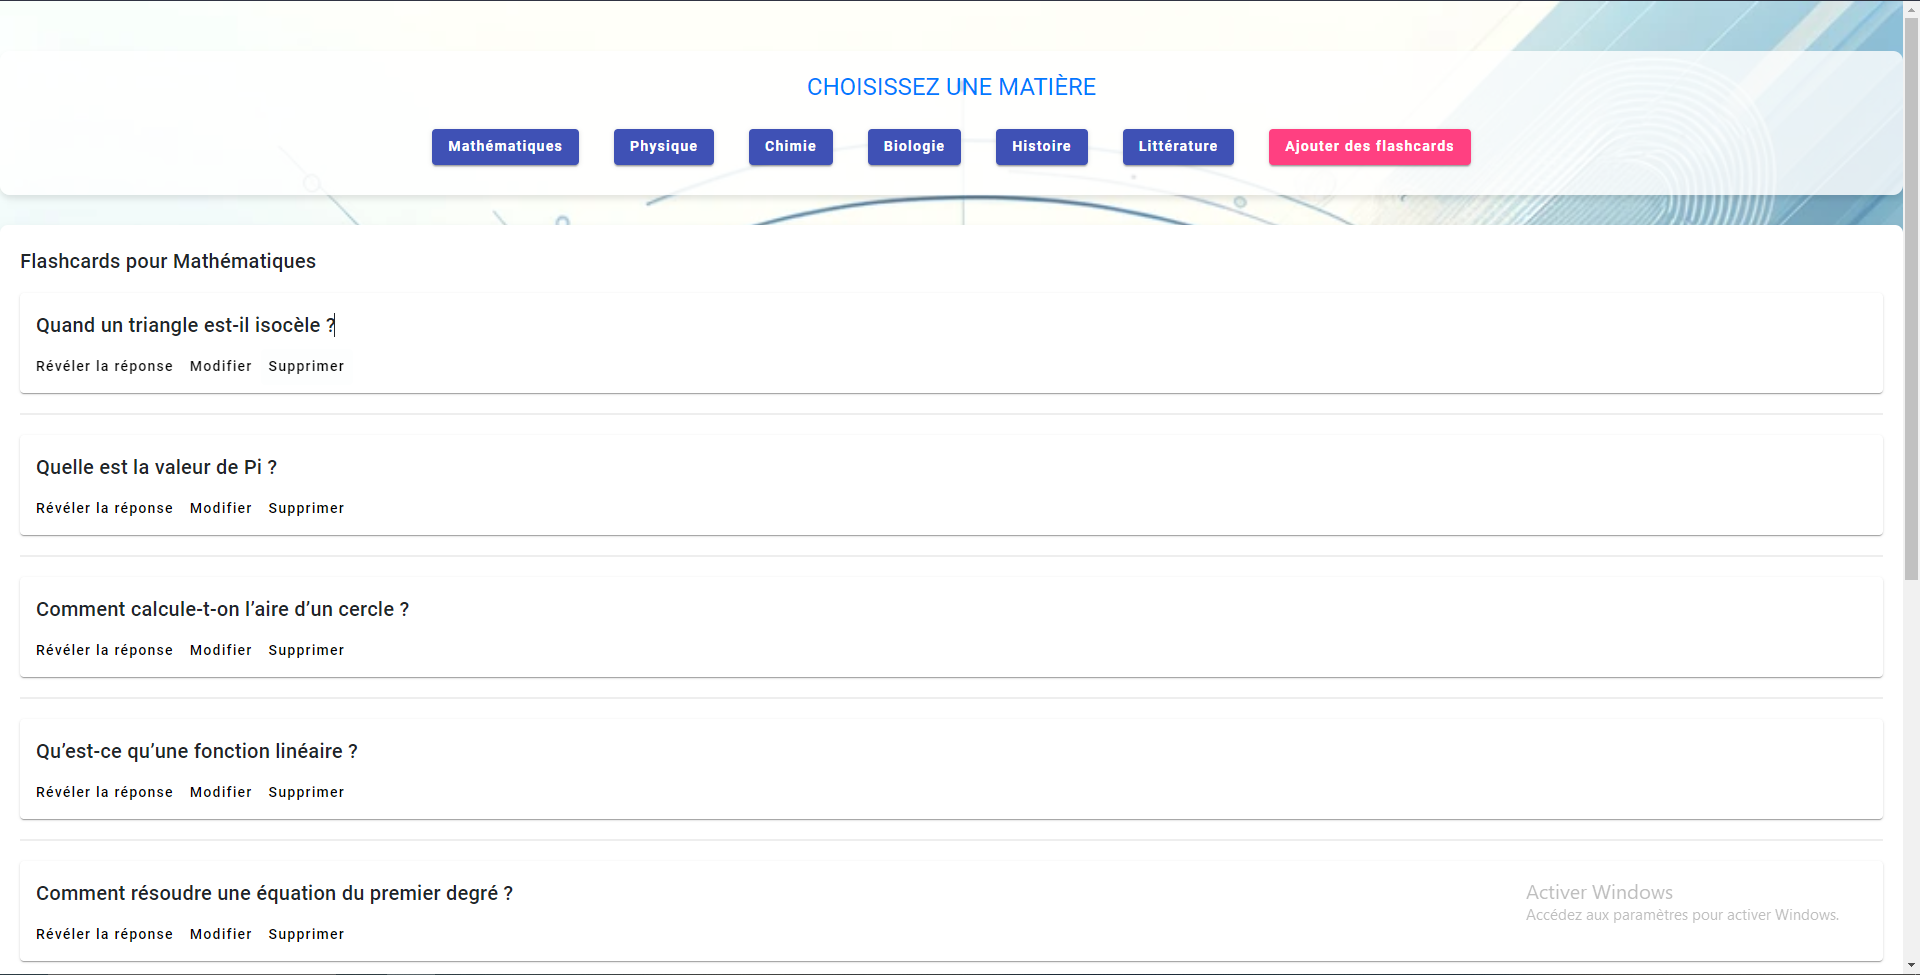 CHOISISSEZ UNE MATIÈRE
Mathématiques Physique Chimie Biologie Histoire Littérature Ajouter des flashcards
Flashcards pour Mathématiques
Quand un triangle est-il isocèle ?
Révéler la réponse Modifier Supprimer
Quelle est la valeur de Pi ?
Révéler la réponse Modifier Supprimer
Comment calcule-t-on l’aire d’un cercle ?
Révéler la réponse Modifier Supprimer
Qu’est-ce qu’une fonction linéaire ?
Révéler la réponse Modifier Supprimer
Comment résoudre une équation du premier degré ?
Révéler la réponse Modifier Supprimer
Activer Windows
Accédez aux paramètres pour activer Windows.